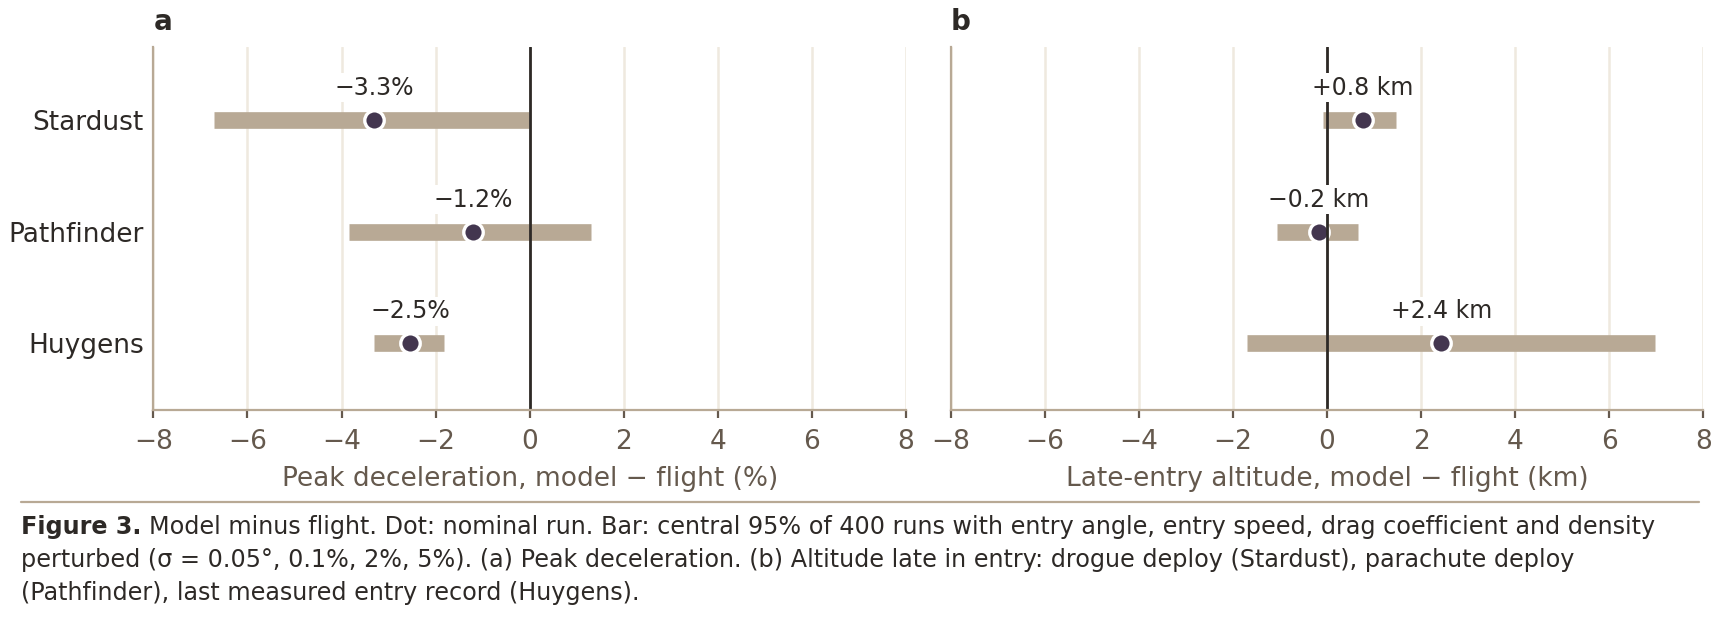 a
b
−3.3%
+0.8 km
Stardust
−1.2%
−0.2 km
Pathfinder
−2.5%
+2.4 km
Huygens
−8 −6 −4 −2 0 2 4 6 8
−8 −6 −4 −2 0 2 4 6 8
Peak deceleration, model − flight (%)
Late-entry altitude, model − flight (km)
Figure 3. Model minus flight. Dot: nominal run. Bar: central 95% of 400 runs with entry angle, entry speed, drag coefficient and density
perturbed (σ = 0.05°, 0.1%, 2%, 5%). (a) Peak deceleration. (b) Altitude late in entry: drogue deploy (Stardust), parachute deploy
(Pathfinder), last measured entry record (Huygens).